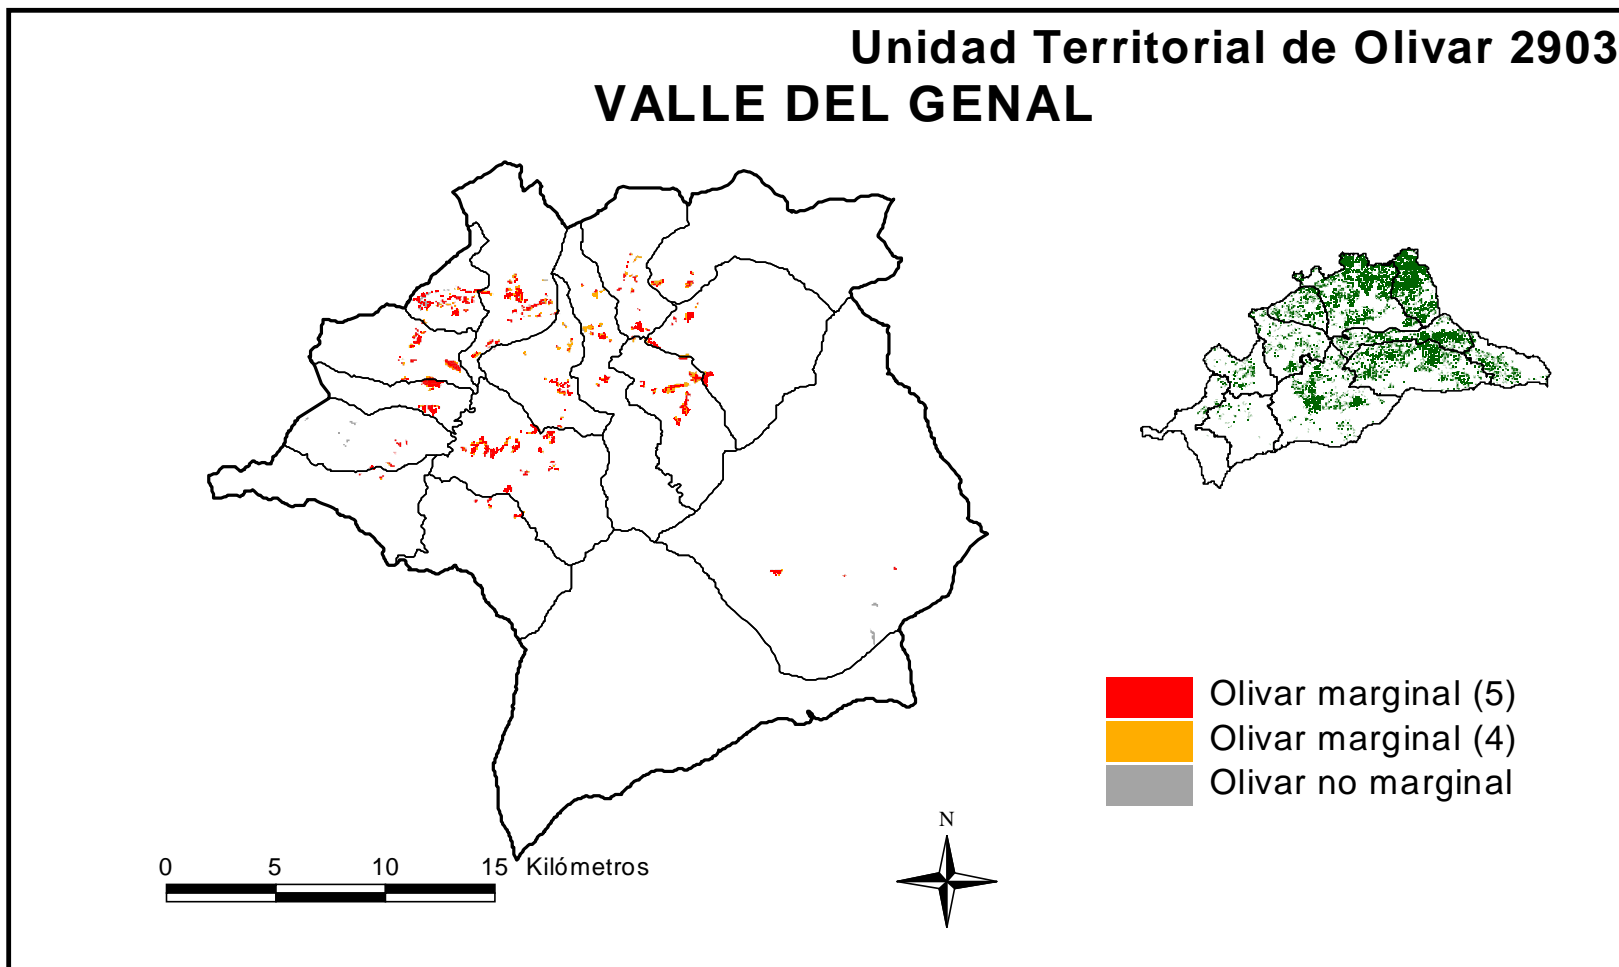 Unidad Territorial de Olivar 2903
VALLE DEL GENAL
Olivar marginal (5)
Olivar marginal (4)
Olivar no marginal
N
0 5 10 15 Kilómetros